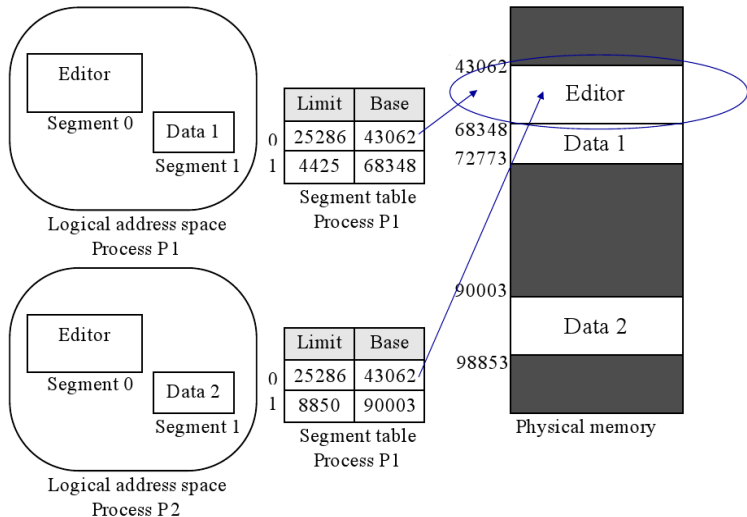 Editor
Segment 0
Data 1
Segment 1
Logical address space
Process P1
Limit Base
0 25286 43062
1 4425 68348
Segment table
Process P1
43062
Editor
68348
Data 1
72773
90003
Data 2
98853
Physical memory
Editor
Segment 0
Data 2
Segment 1
Logical address space
Process P2
Limit Base
0 25286 43062
1 8850 90003
Segment table
Process P1